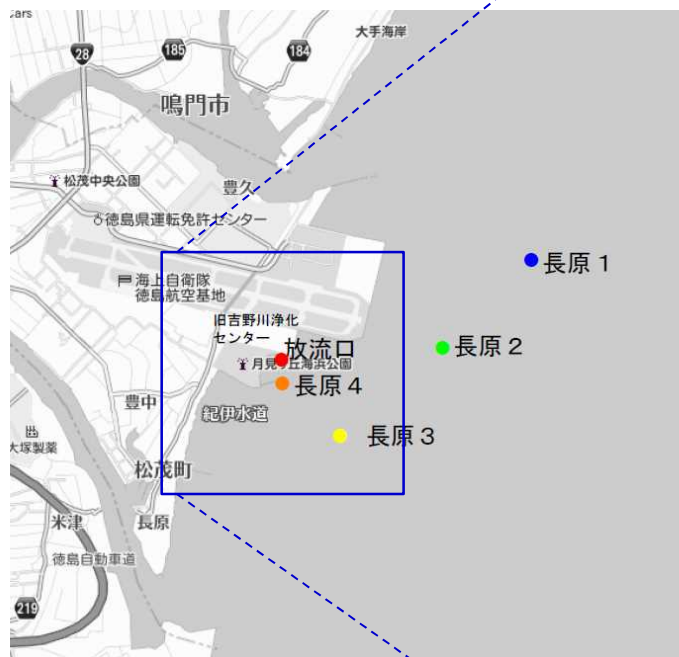 cars
大手海岸
185
184
28
鳴門市
松茂中央公園
豊久
徳島県運転免許センター
長原1
海上自衛隊
徳島航空基地
旧吉野川浄化
センター
放流口
長原2
月見ヶ丘海浜公園
長原4
豊中
紀伊水道
長原3
大塚製薬
松茂町
米津
長原
徳島自動車道
219